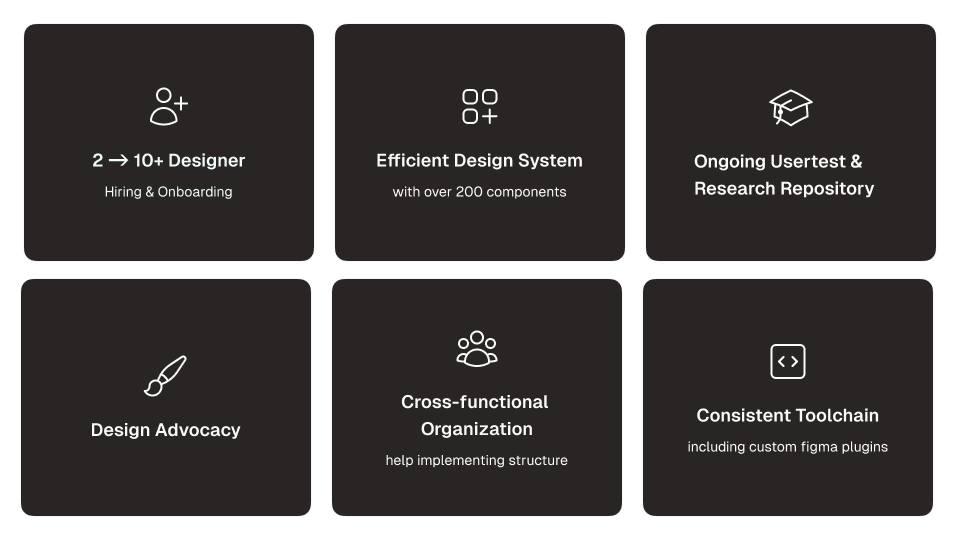 2 → 10+ Designer
Hiring & Onboarding
Efficient Design System
with over 200 components
Ongoing Usertest &
Research Repository
Design Advocacy
Cross-functional
Organization
help implementing structure
Consistent Toolchain
including custom figma plugins